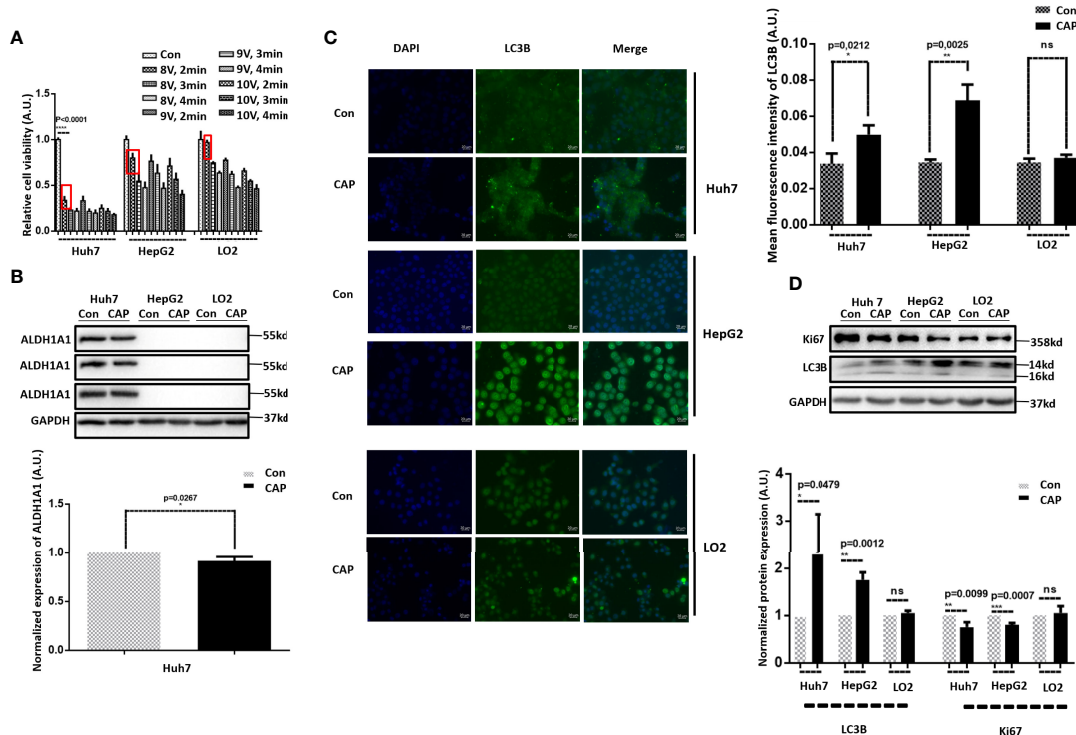 A
Con
8V, 2min
8V, 3min
8V, 4min
9V, 2min
9V, 3min
9V, 4min
10V, 2min
10V, 3min
10V, 4min
Relative cell viability (A.U.)
1.5
1.0
0.5
0.0
P<0.0001
****
Huh7 HepG2 LO2
B
Huh7 HepG2 LO2
Con CAP Con CAP Con CAP
ALDH1A1 55kd
ALDH1A1 55kd
ALDH1A1 55kd
GAPDH 37kd
Con
CAP
Normalized expression of ALDH1A1 (A.U.)
1.5
1.0
0.5
0.0
p=0.0267
*
Huh7
C
DAPI LC3B Merge
Con
CAP
Huh7
Con
CAP
HepG2
Con
CAP
LO2
Con
CAP
Mean fluorescence intensity of LC3B (A.U.)
0.10
0.08
0.06
0.04
0.02
0.00
p=0,0212
*
p=0,0025
**
ns
Huh7 HepG2 LO2
D
Huh 7 HepG2 LO2
Con CAP Con CAP Con CAP
Ki67 358kd
LC3B 14kd
16kd
GAPDH 37kd
Con
CAP
Normalized protein expression (A.U.)
4
3
2
1
0
p=0.0479
*
p=0.0012
**
ns
p=0.0099
**
p=0.0007
***
ns
Huh7 HepG2 LO2 Huh7 HepG2 LO2
LC3B Ki67